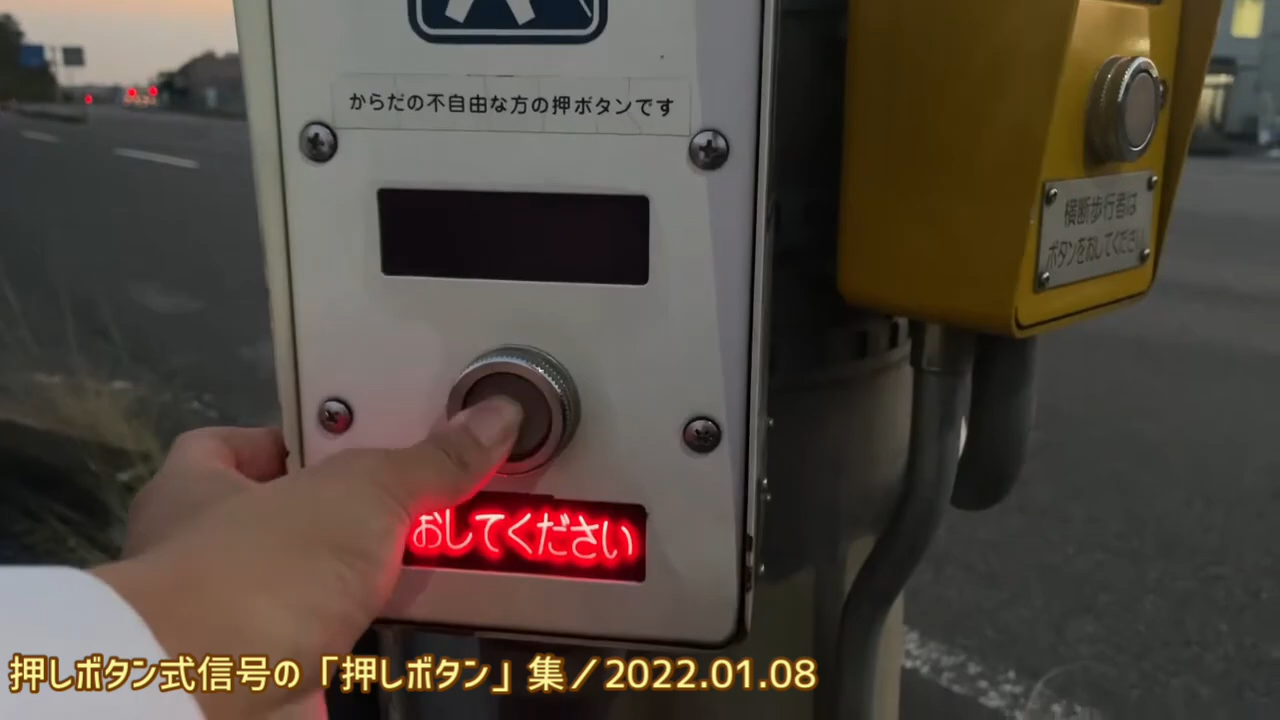 からだの不自由な方の押ボタンです
横断歩行者は
ボタンをおしてください
おしてください
押しボタン式信号の「押しボタン」集／2022.01.08